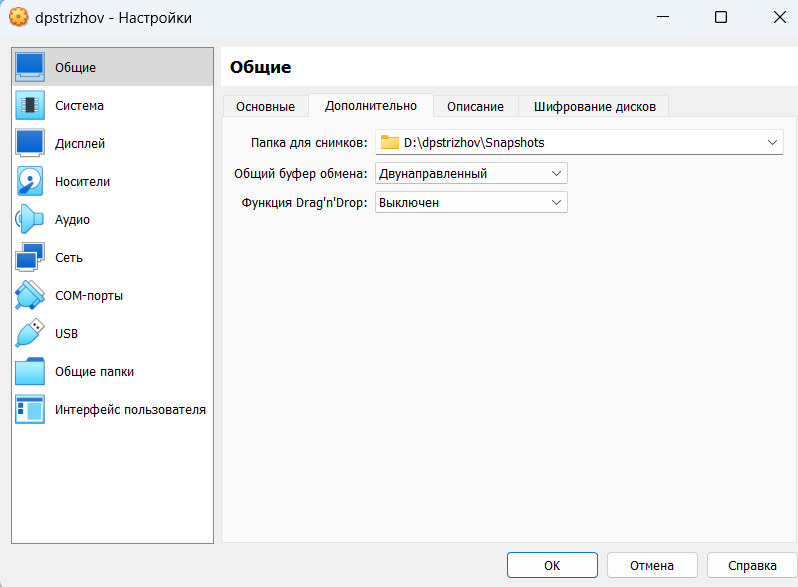 dpstrizhov - Настройки
Общие
Система
Дисплей
Носители
Аудио
Сеть
COM-порты
USB
Общие папки
Интерфейс пользователя
Общие
Основные Дополнительно Описание Шифрование дисков
Папка для снимков: D:\dpstrizhov\Snapshots
Общий буфер обмена: Двунаправленный
Функция Drag'n'Drop: Выключен
OK Отмена Справка